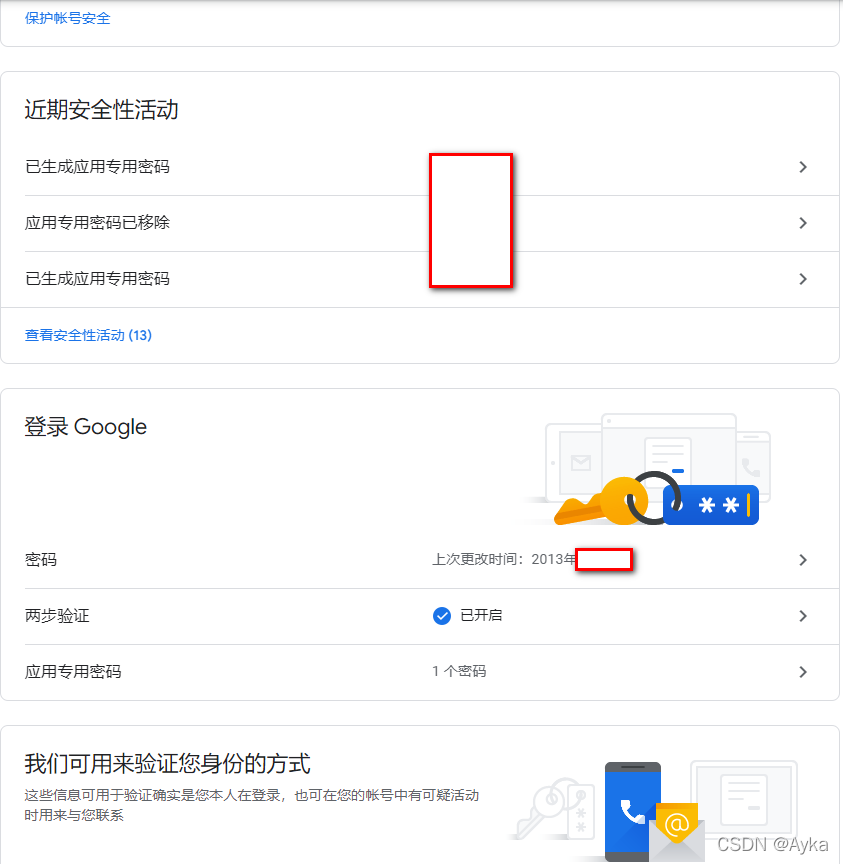 保护帐号安全
近期安全性活动
已生成应用专用密码
应用专用密码已移除
已生成应用专用密码
查看安全性活动 (13)
登录 Google
**
密码 上次更改时间：2013年
两步验证 已开启
应用专用密码 1 个密码
我们可用来验证您身份的方式
这些信息可用于验证确实是您本人在登录，也可在您的帐号中有可疑活动
时用来与您联系
@
CSDN @Ayka